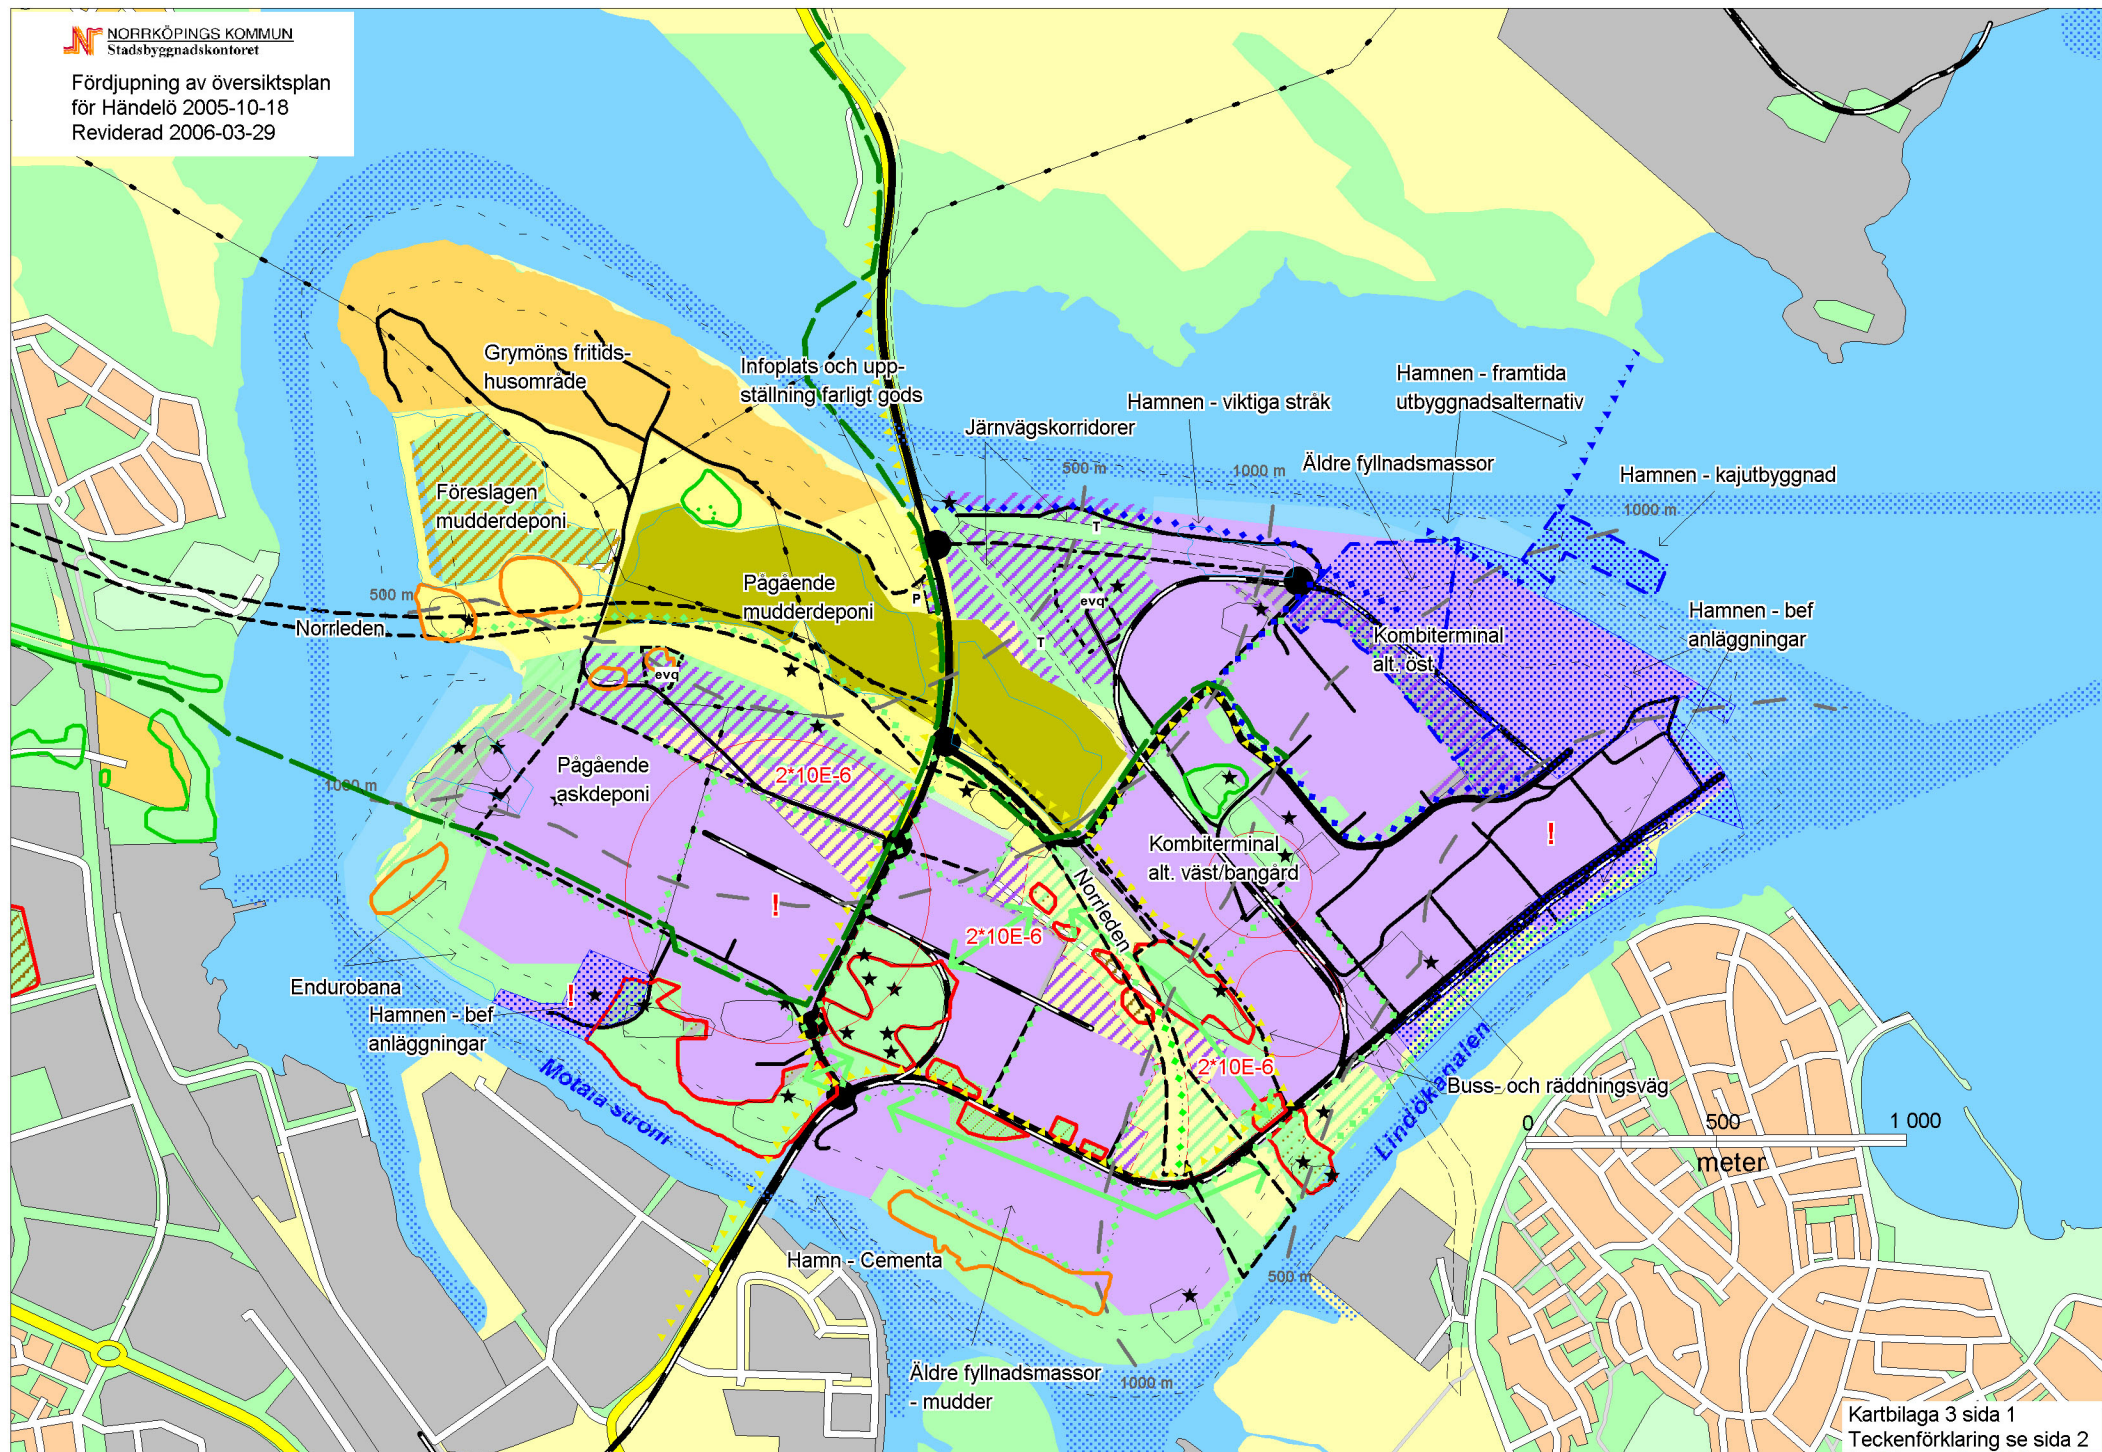 NORRKÖPINGS KOMMUN
Stadsbyggnadskontoret
Fördjupning av översiktsplan
för Händelö 2005-10-18
Reviderad 2006-03-29
Grymöns fritids-
husområde
Infoplats och upp-
ställning farligt gods
Hamnen - framtida
utbyggnadsalternativ
Hamnen - viktiga stråk
Järnvägskorridorer
Äldre fyllnadsmassor
Hamnen - kajutbyggnad
500 m
1000 m
1000 m
Föreslagen
mudderdeponi
T
Pågående
mudderdeponi
P
evq
500 m
Norrleden
Hamnen - bef
anläggningar
Kombiterminal
alt. öst
T
evq
Pågående
askdeponi
2*10E-6
1000 m
!
Kombiterminal
alt. väst/bangård
Norrleden
!
2*10E-6
Endurobana
!
Hamnen - bef
anläggningar
Motala ström
2*10E-6
Lindökanalen
Buss- och räddningsväg
0
500
1 000
meter
Hamn - Cementa
500 m
Äldre fyllnadsmassor
- mudder
1000 m
Kartbilaga 3 sida 1
Teckenförklaring se sida 2